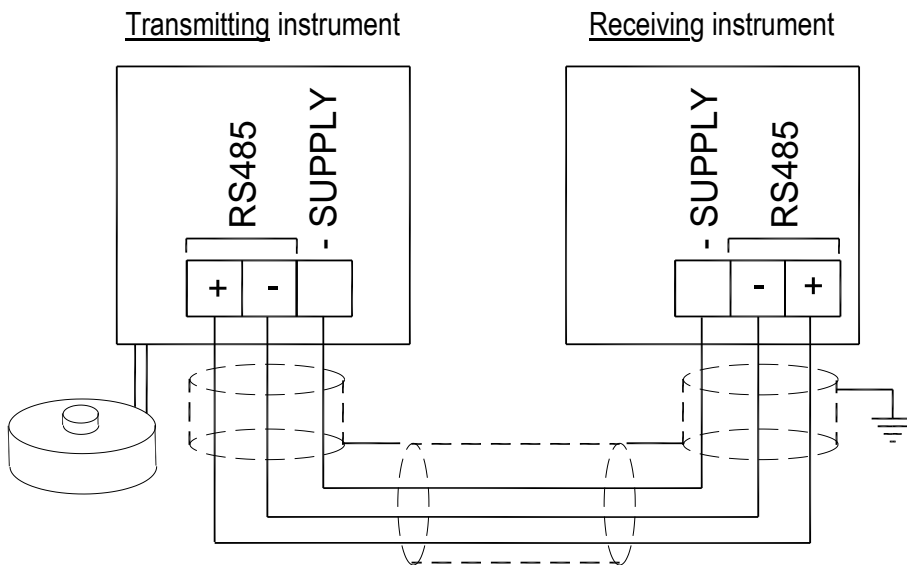 Transmitting instrument
Receiving instrument
RS485
- SUPPLY
+ -
- SUPPLY
RS485
- +